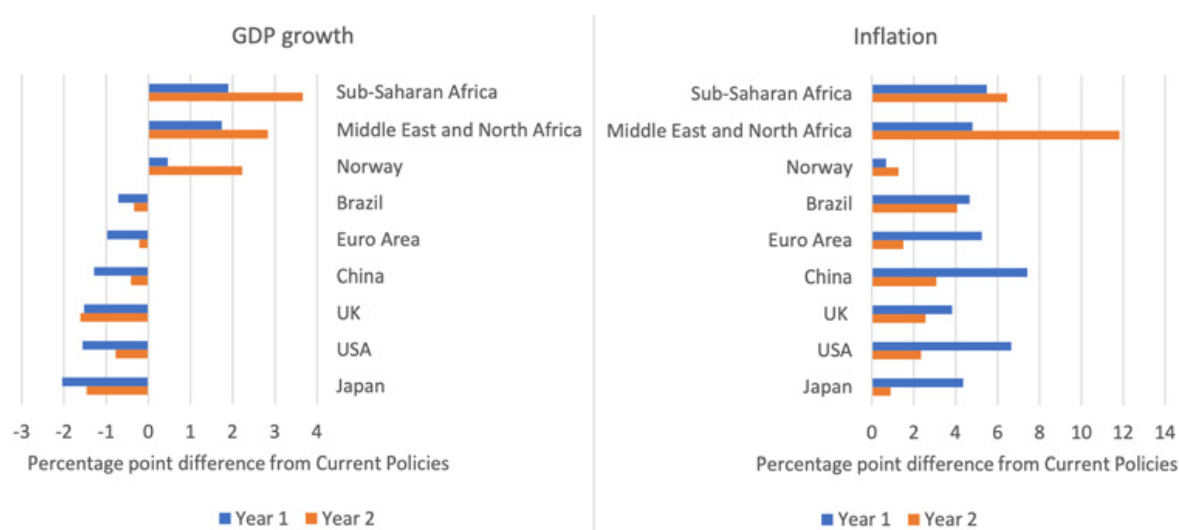 GDP growth
Sub-Saharan Africa
Middle East and North Africa
Norway
Brazil
Euro Area
China
UK
USA
Japan
-3 -2 -1 0 1 2 3 4
Percentage point difference from Current Policies
Year 1 Year 2
Inflation
Sub-Saharan Africa
Middle East and North Africa
Norway
Brazil
Euro Area
China
UK
USA
Japan
0 2 4 6 8 10 12 14
Percentage point difference from Current Policies
Year 1 Year 2